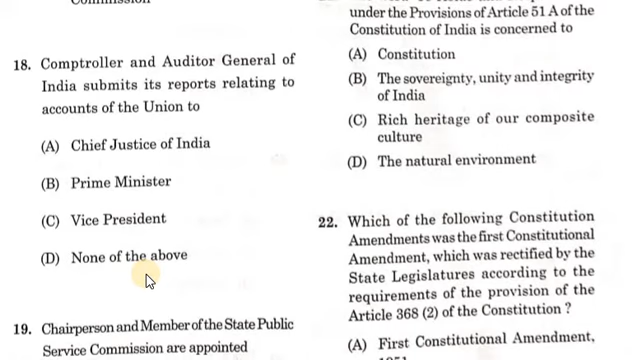 18. Comptroller and Auditor General of
India submits its reports relating to
accounts of the Union to
(A) Chief Justice of India
(B) Prime Minister
(C) Vice President
(D) None of the above
19. Chairperson and Member of the State Public
Service Commission are appointed
under the Provisions of Article 51 A of the
Constitution of India is concerned to
(A) Constitution
(B) The sovereignty, unity and integrity
of India
(C) Rich heritage of our composite
culture
(D) The natural environment
22. Which of the following Constitution
Amendments was the first Constitutional
Amendment, which was rectified by the
State Legislatures according to the
requirements of the provision of the
Article 368 (2) of the Constitution ?
(A) First Constitutional Amendment,